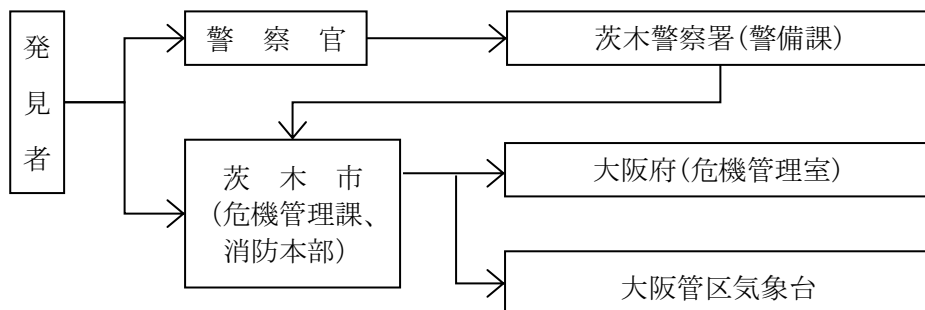 発見者
警察官
茨木警察署(警備課)
茨木市
(危機管理課、
消防本部)
大阪府(危機管理室)
大阪管区気象台